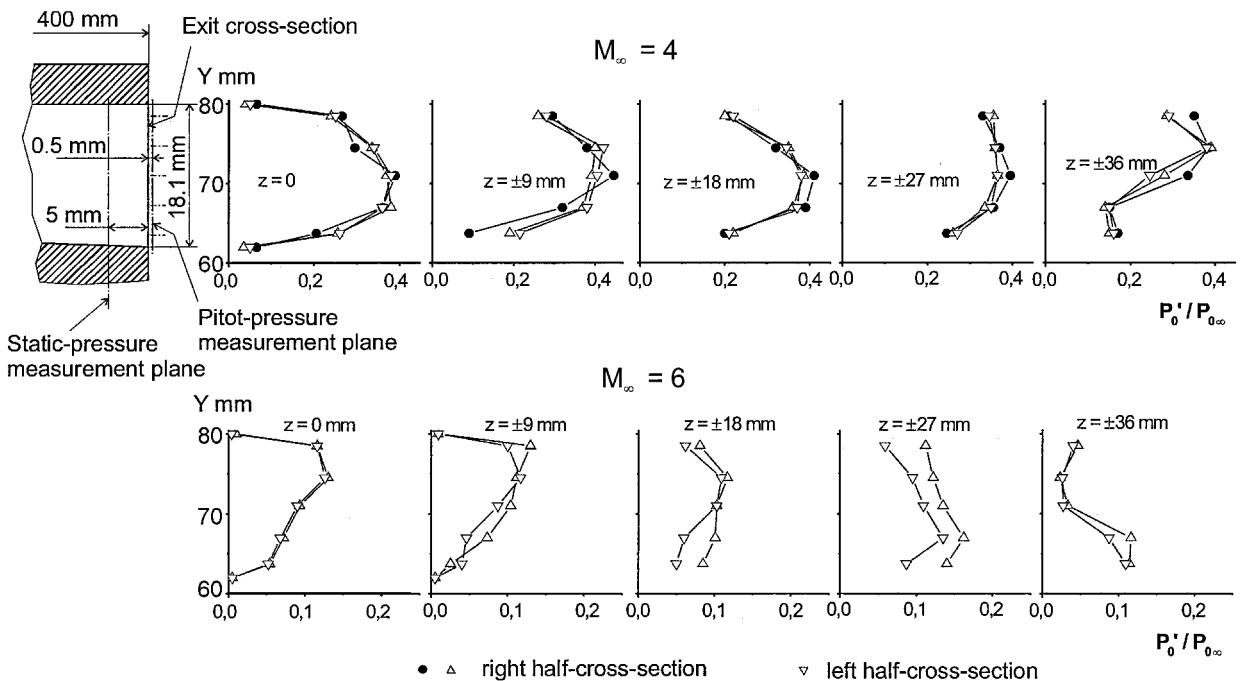 400 mm
Exit cross-section
M∞ = 4
Y mm
80
70
60
0.5 mm
18.1 mm
5 mm
z = 0
z = ±9 mm
z = ±18 mm
z = ±27 mm
z = ±36 mm
0,0 0,2 0,4
0,0 0,2 0,4
0,0 0,2 0,4
0,0 0,2 0,4
0,0 0,2 0,4
P0' / P0∞
Pitot-pressure
measurement plane
Static-pressure
measurement plane
M∞ = 6
Y mm
z = 0 mm
z = ±9 mm
z = ±18 mm
z = ±27 mm
z = ±36 mm
80
70
60
0,0 0,1 0,2
0,0 0,1 0,2
0,0 0,1 0,2
0,0 0,1 0,2
0,0 0,1 0,2
P0' / P0∞
right half-cross-section
left half-cross-section